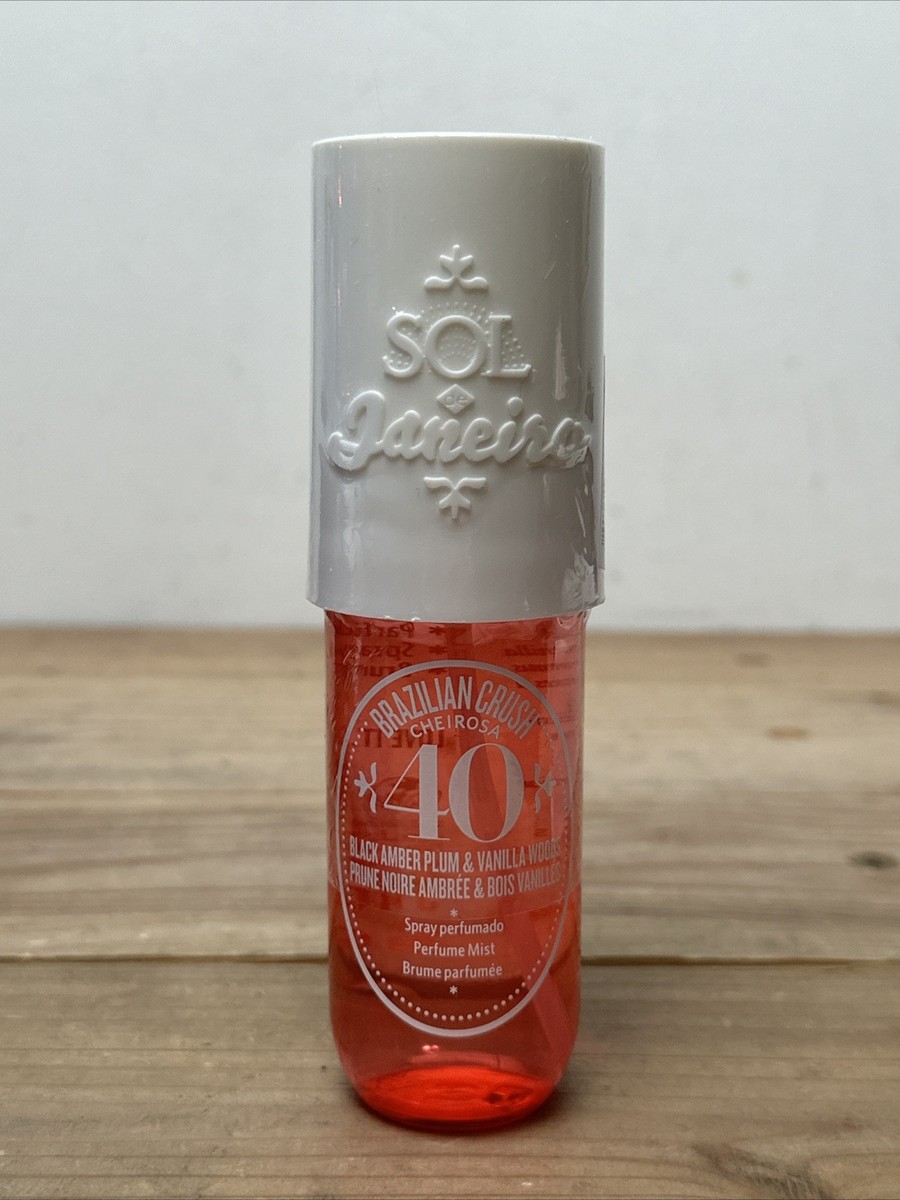 SOL
de
Janeiro
BRAZILIAN CRUSH
CHEIROSA
40
BLACK AMBER PLUM & VANILLA WOODS
PRUNE NOIRE AMBRÉE & BOIS VANILLÉS
*
Spray perfumado
Perfume Mist
Brume parfumée
*